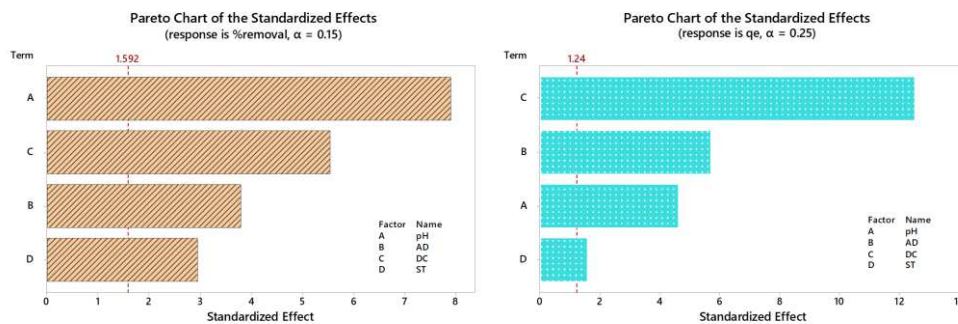 Pareto Chart of the Standardized Effects
(response is %removal, α = 0.15)
Term
1.592
A
C
B
D
Factor Name
A pH
B AD
C DC
D ST
0 1 2 3 4 5 6 7 8
Standardized Effect
Pareto Chart of the Standardized Effects
(response is qe, α = 0.25)
Term
1.24
C
B
A
D
Factor Name
A pH
B AD
C DC
D ST
0 2 4 6 8 10 12 14
Standardized Effect